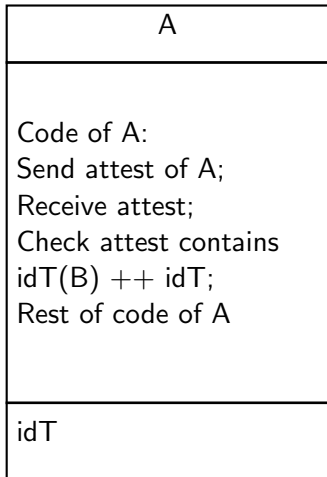 A
Code of A:
Send attest of A;
Receive attest;
Check attest contains
idT(B) ++ idT;
Rest of code of A
idT